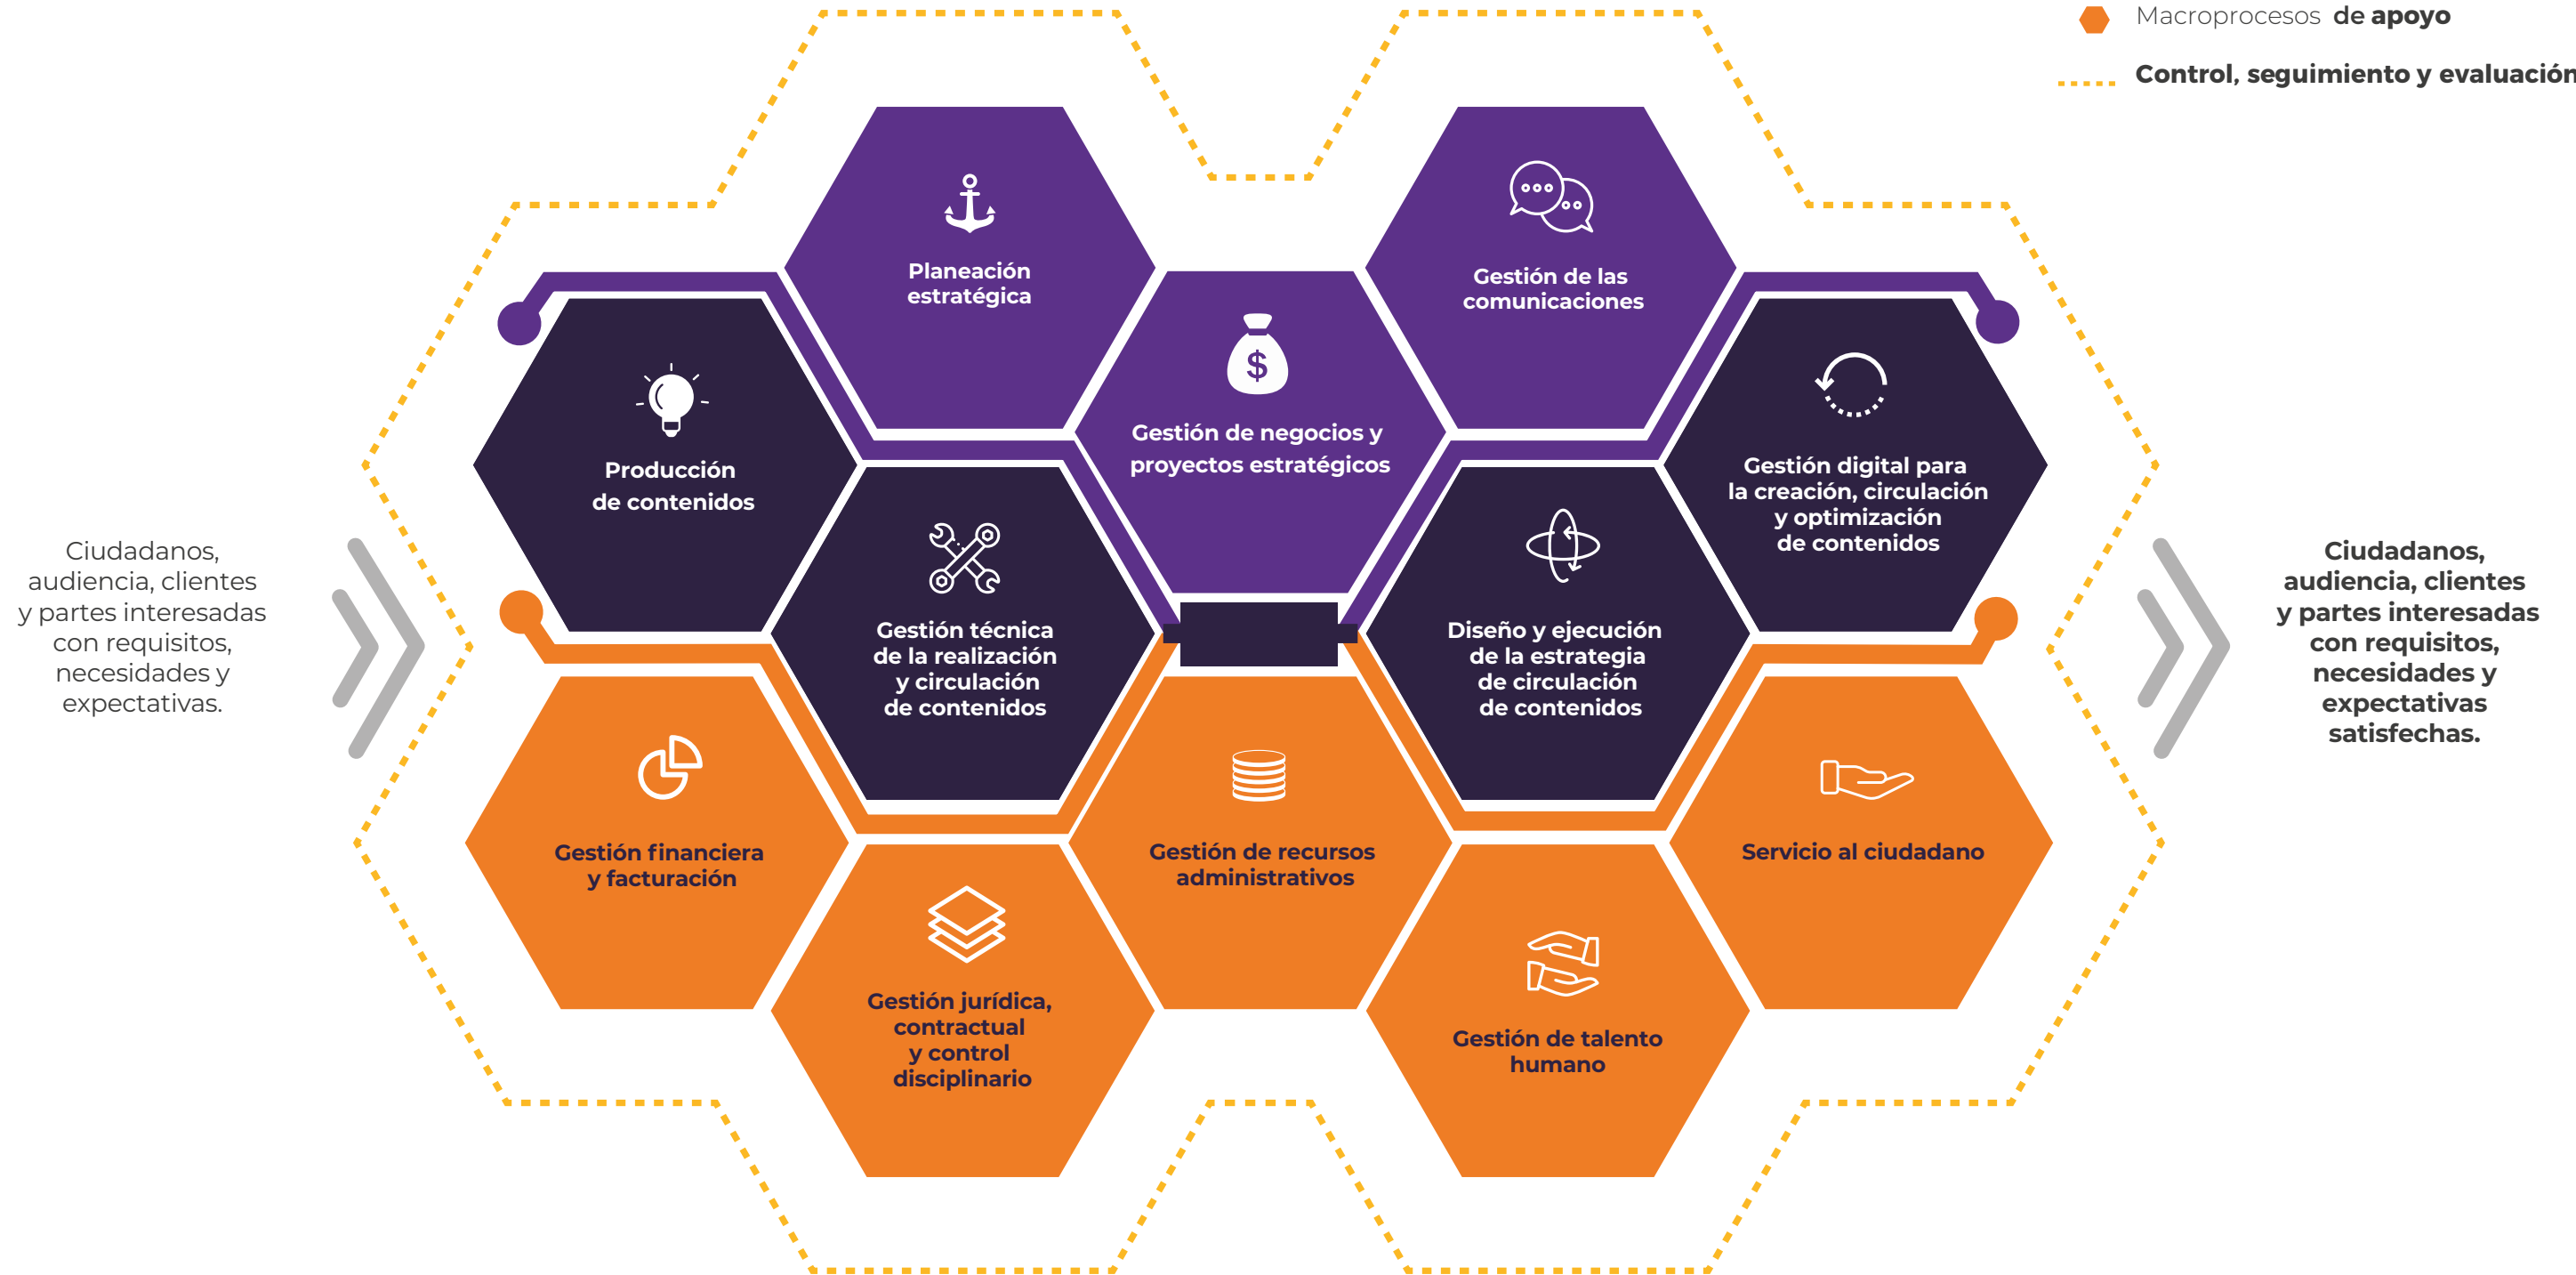 Macroprocesos de apoyo
Control, seguimiento y evaluación
Planeación
estratégica
Gestión de las
comunicaciones
$
Gestión de negocios y
proyectos estratégicos
Producción
de contenidos
Gestión digital para
la creación, circulación
y optimización
de contenidos
Gestión técnica
de la realización
y circulación
de contenidos
Diseño y ejecución
de la estrategia
de circulación
de contenidos
Ciudadanos,
audiencia, clientes
y partes interesadas
con requisitos,
necesidades y
expectativas.
Ciudadanos,
audiencia, clientes
y partes interesadas
con requisitos,
necesidades y
expectativas
satisfechas.
Gestión financiera
y facturación
Gestión de recursos
administrativos
Servicio al ciudadano
Gestión jurídica,
contractual
y control
disciplinario
Gestión de talento
humano